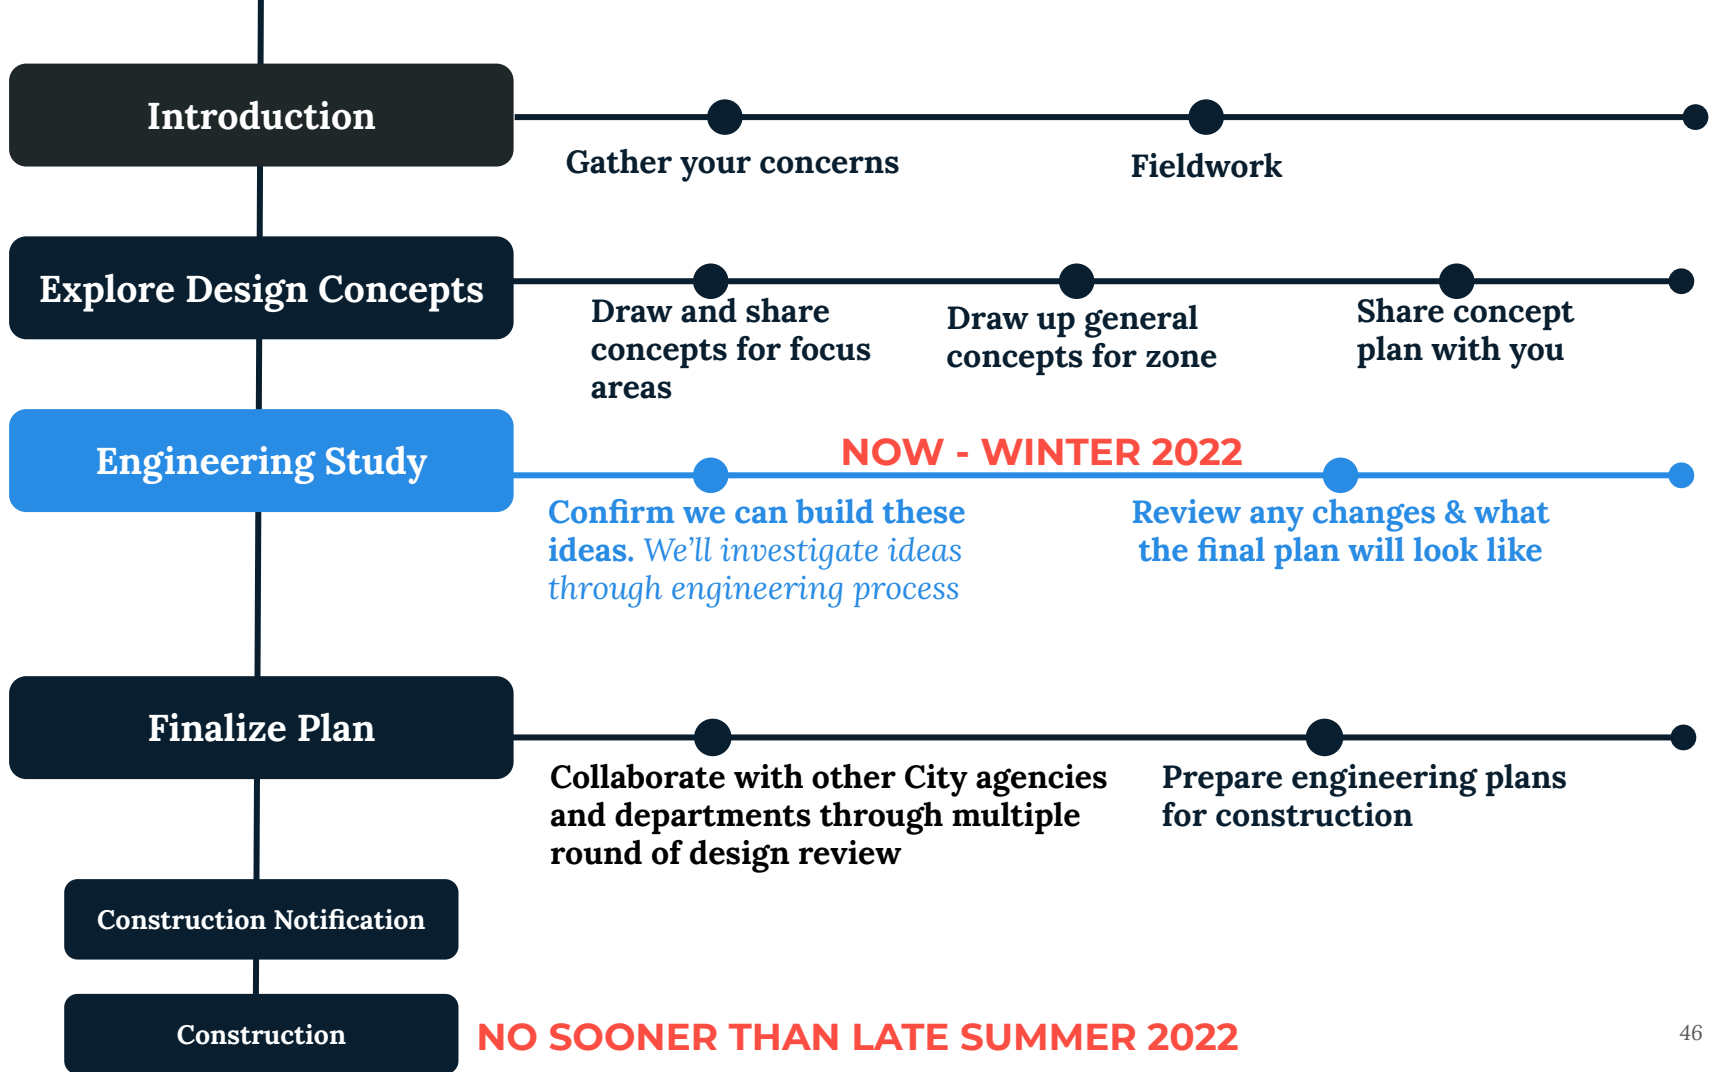 Introduction
Gather your concerns
Fieldwork
Explore Design Concepts
Draw and share
concepts for focus
areas
Draw up general
concepts for zone
Share concept
plan with you
Engineering Study
NOW - WINTER 2022
Confirm we can build these
ideas. We'll investigate ideas
through engineering process
Review any changes & what
the final plan will look like
Finalize Plan
Collaborate with other City agencies
and departments through multiple
round of design review
Prepare engineering plans
for construction
Construction Notification
Construction
NO SOONER THAN LATE SUMMER 2022
46